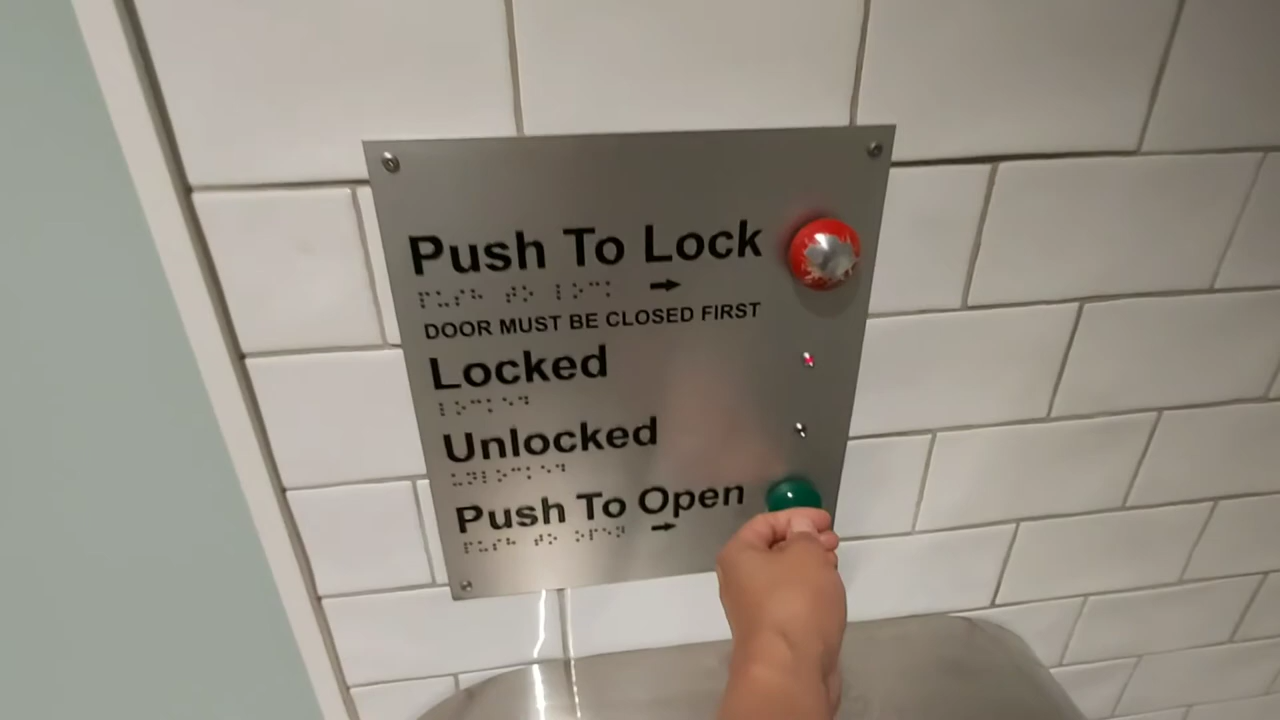 Push To Lock
⠏⠥⠎⠓ ⠞⠕ ⠇⠕⠉⠅
DOOR MUST BE CLOSED FIRST
Locked
⠇⠕⠉⠅⠑⠙
Unlocked
⠥⠝⠇⠕⠉⠅⠑⠙
Push To Open
⠏⠥⠎⠓ ⠞⠕ ⠕⠏⠑⠝